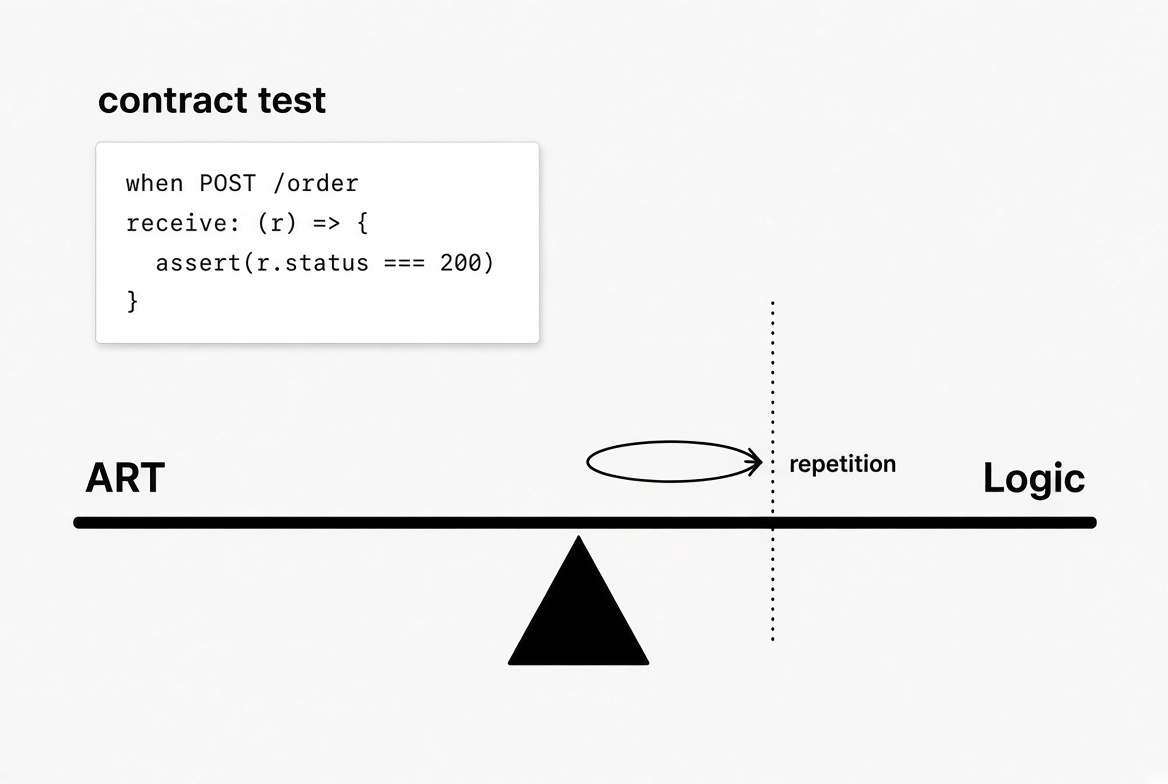 contract test
when POST /order
receive: (r) => {
  assert(r.status === 200)
}
repetition
ART
Logic